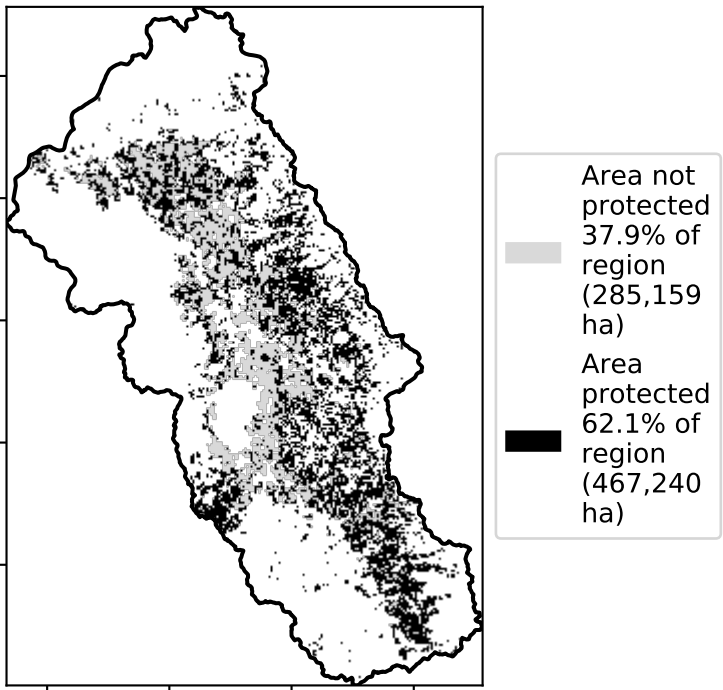 Area not
protected
37.9% of
region
(285,159
ha)
Area
protected
62.1% of
region
(467,240
ha)